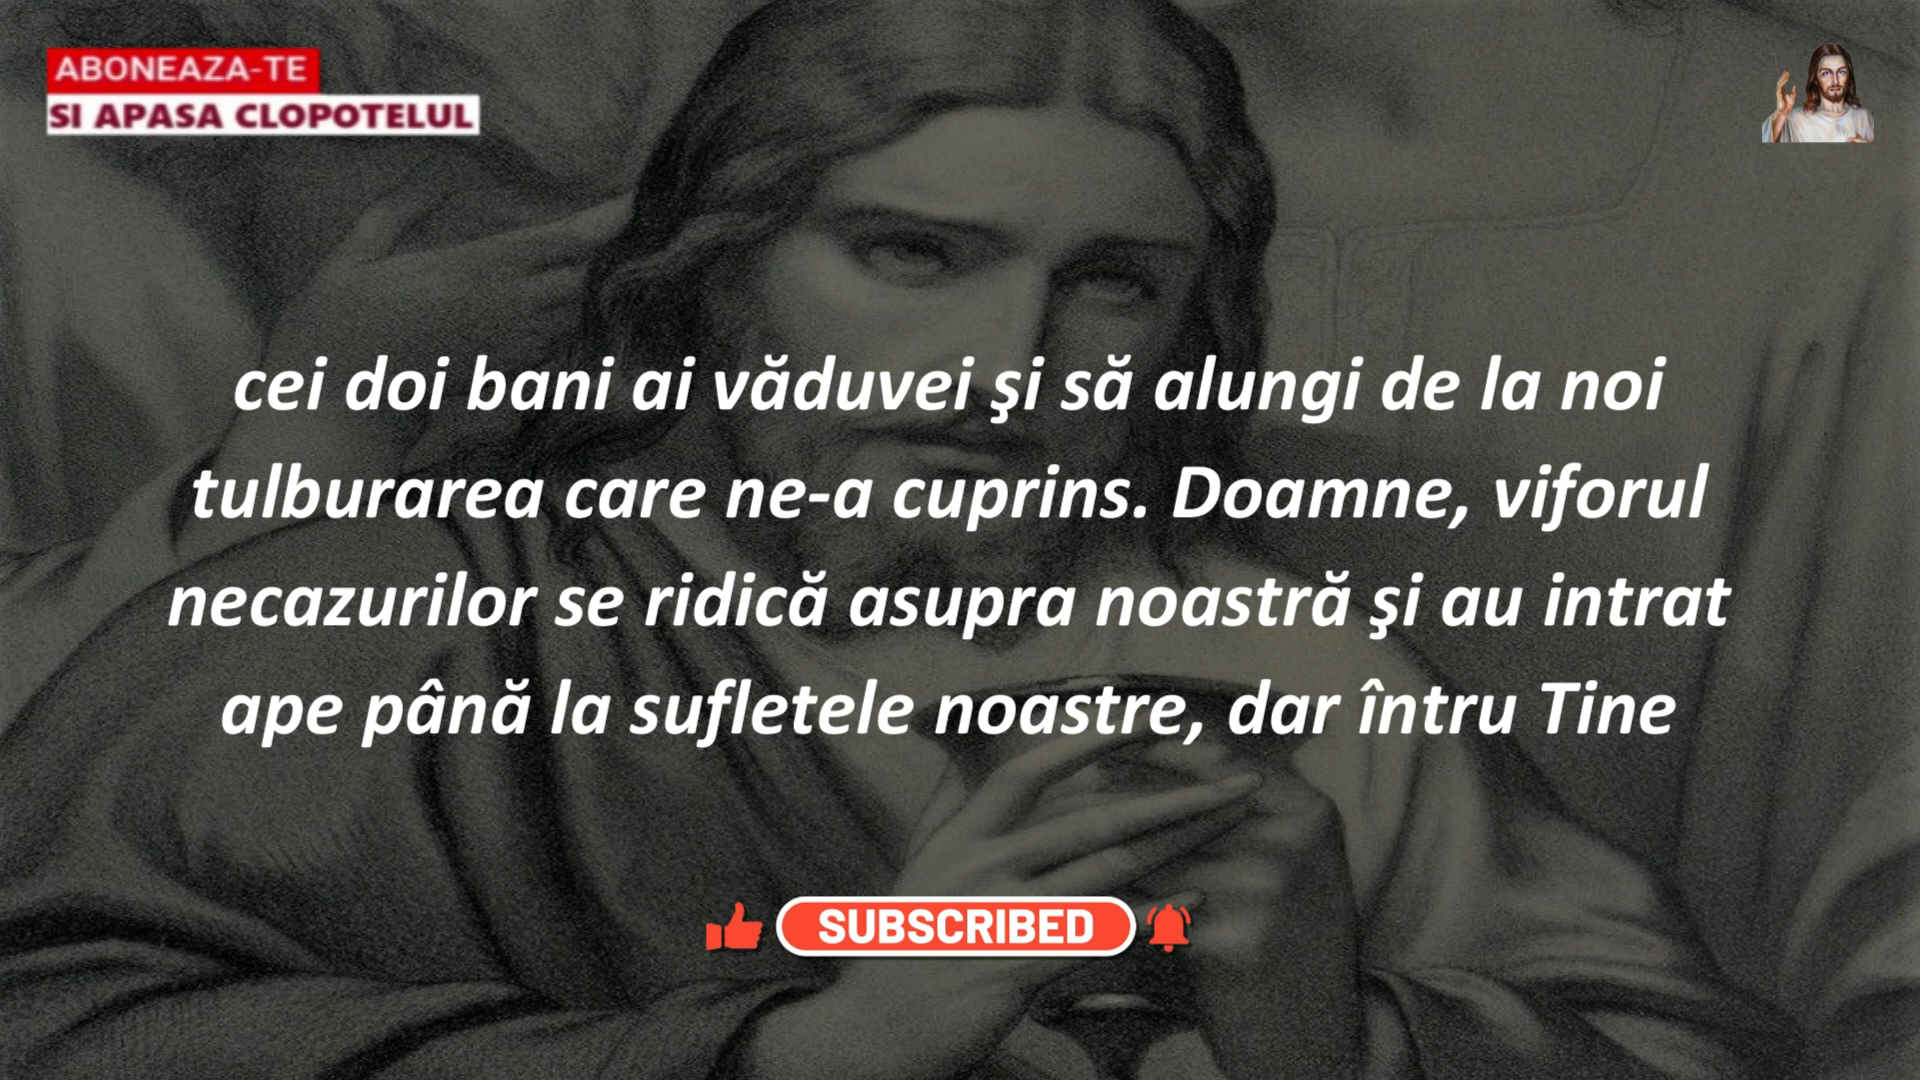 ABONEAZA-TE
SI APASA CLOPOTELUL
cei doi bani ai văduvei şi să alungi de la noi
tulburarea care ne-a cuprins. Doamne, viforul
necazurilor se ridică asupra noastră şi au intrat
ape până la sufletele noastre, dar întru Tine
SUBSCRIBED